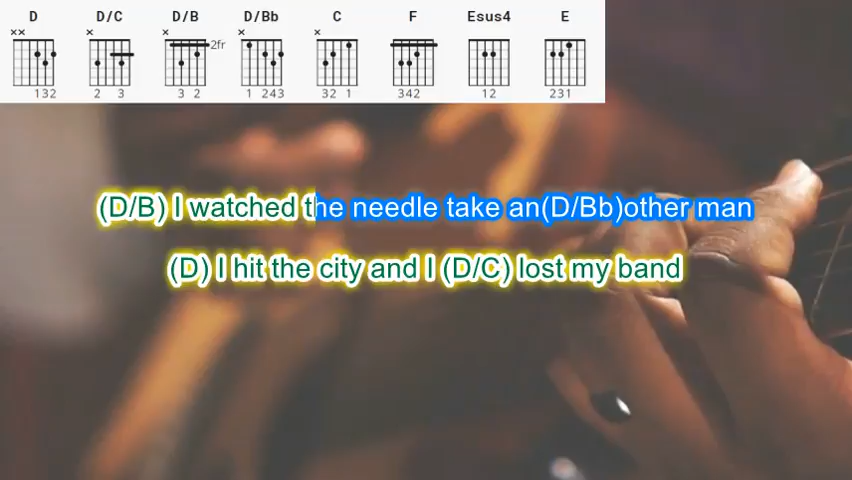 D D/C D/B D/Bb C F Esus4 E
×× × × × ×
2fr
132 2 3 3 2 1 243 32 1 342 12 231
(D/B) I watched the needle take an(D/Bb)other man
(D) I hit the city and I (D/C) lost my band